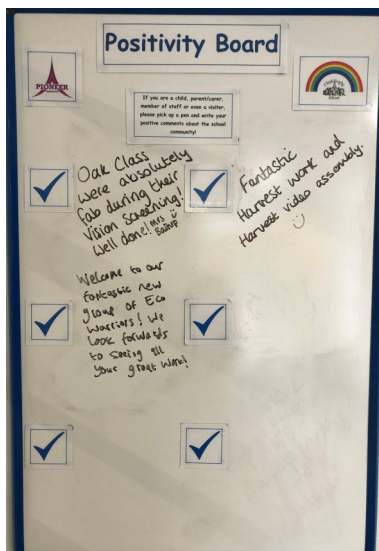 Positivity Board
PIONEER
If you are a child, parent/carer,
member of staff or even a visitor,
please pick up a pen and write your
positive comments about the school
community!
Oak Class
were absolutely
fab during their
Vision screening!
Well done! Mrs
Fantastic
Harvest work and
Harvest video assembly.
Welcome to our
fantastic new
group of Eco
Warriors! We
look forwards
to seeing all
your great work!